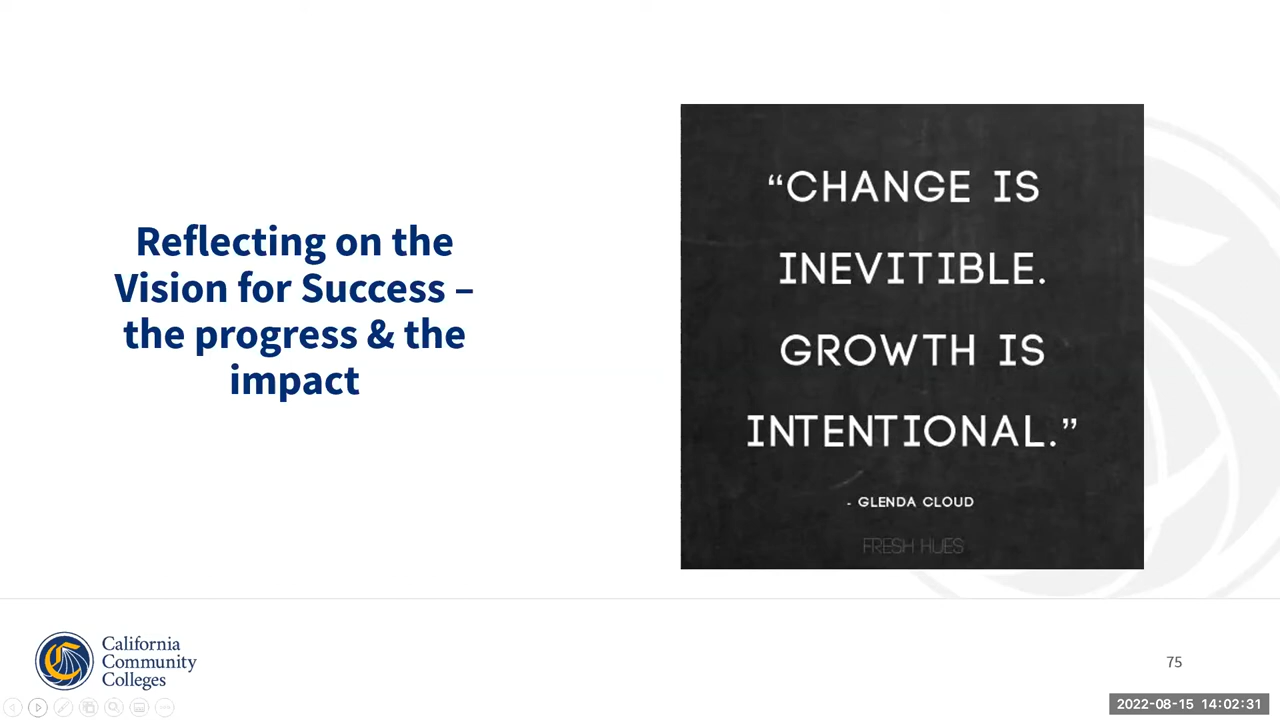 Reflecting on the
Vision for Success –
the progress & the
impact
“CHANGE IS
INEVITIBLE.
GROWTH IS
INTENTIONAL.”
- GLENDA CLOUD
FRESH HUES
California
Community
Colleges
75
2022-08-15 14:02:31